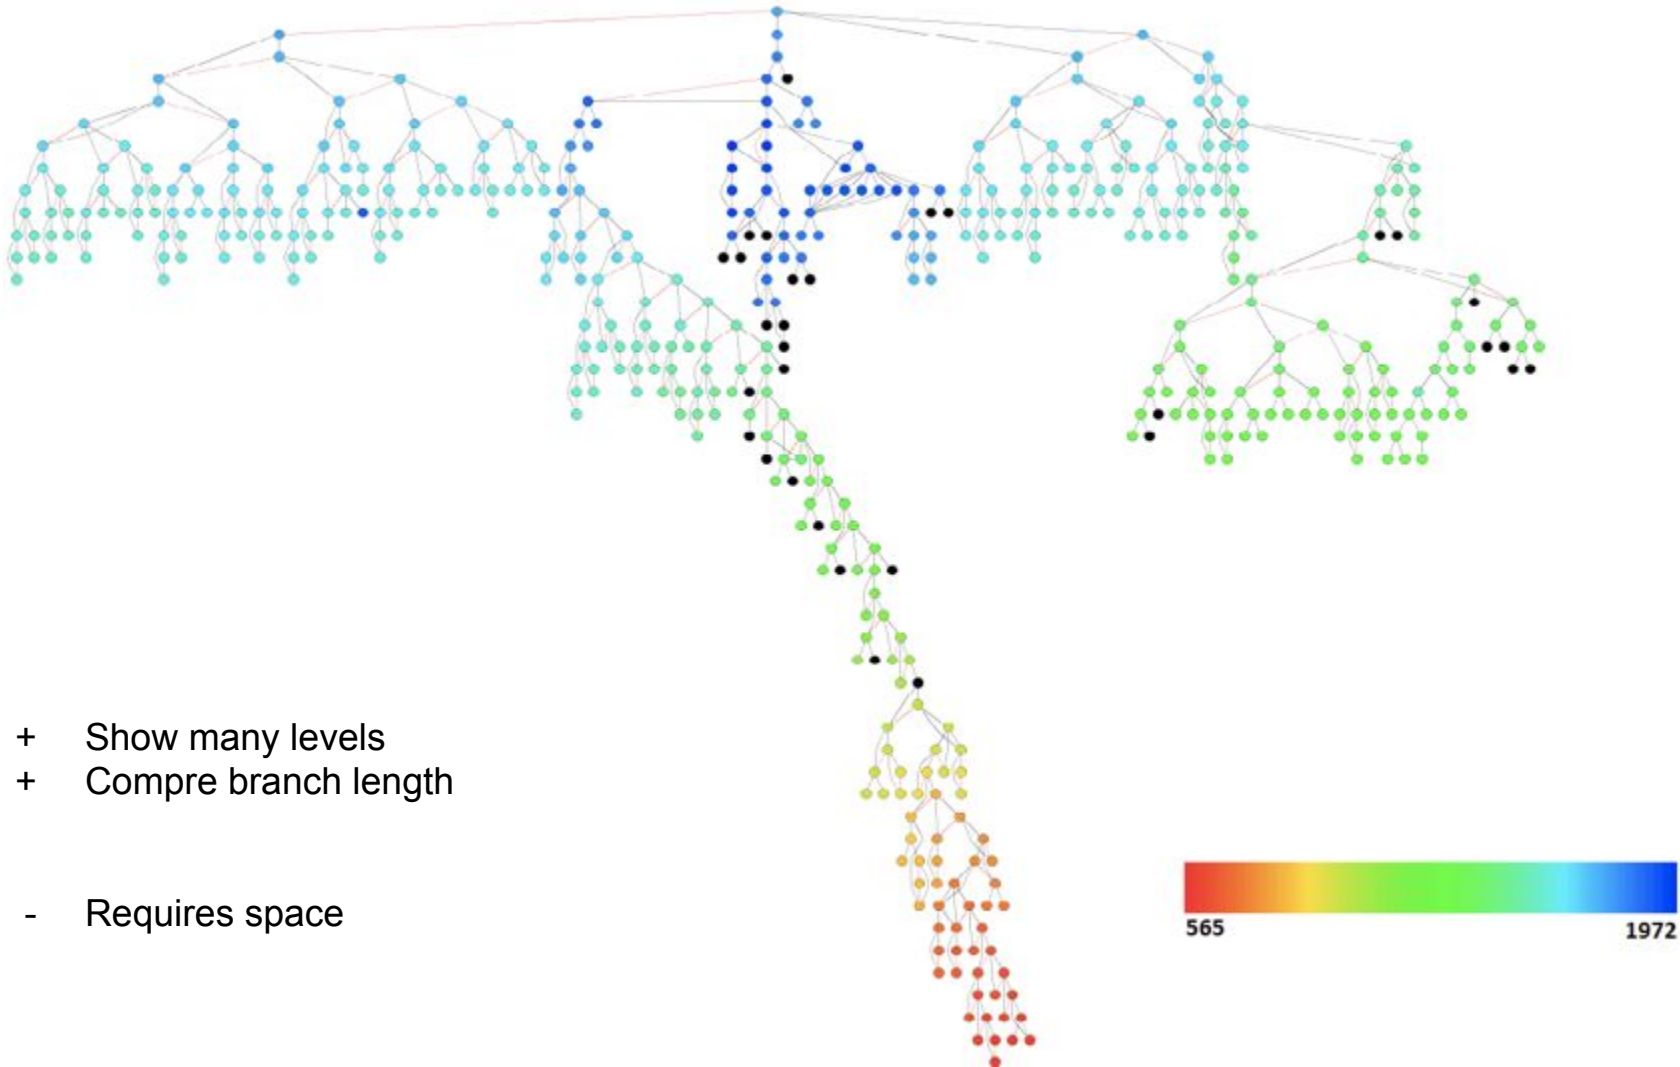 + Show many levels
+ Compre branch length
- Requires space
565
1972